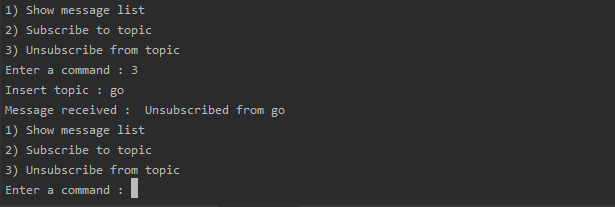 1) Show message list
2) Subscribe to topic
3) Unsubscribe from topic
Enter a command : 3
Insert topic : go
Message received :  Unsubscribed from go
1) Show message list
2) Subscribe to topic
3) Unsubscribe from topic
Enter a command :